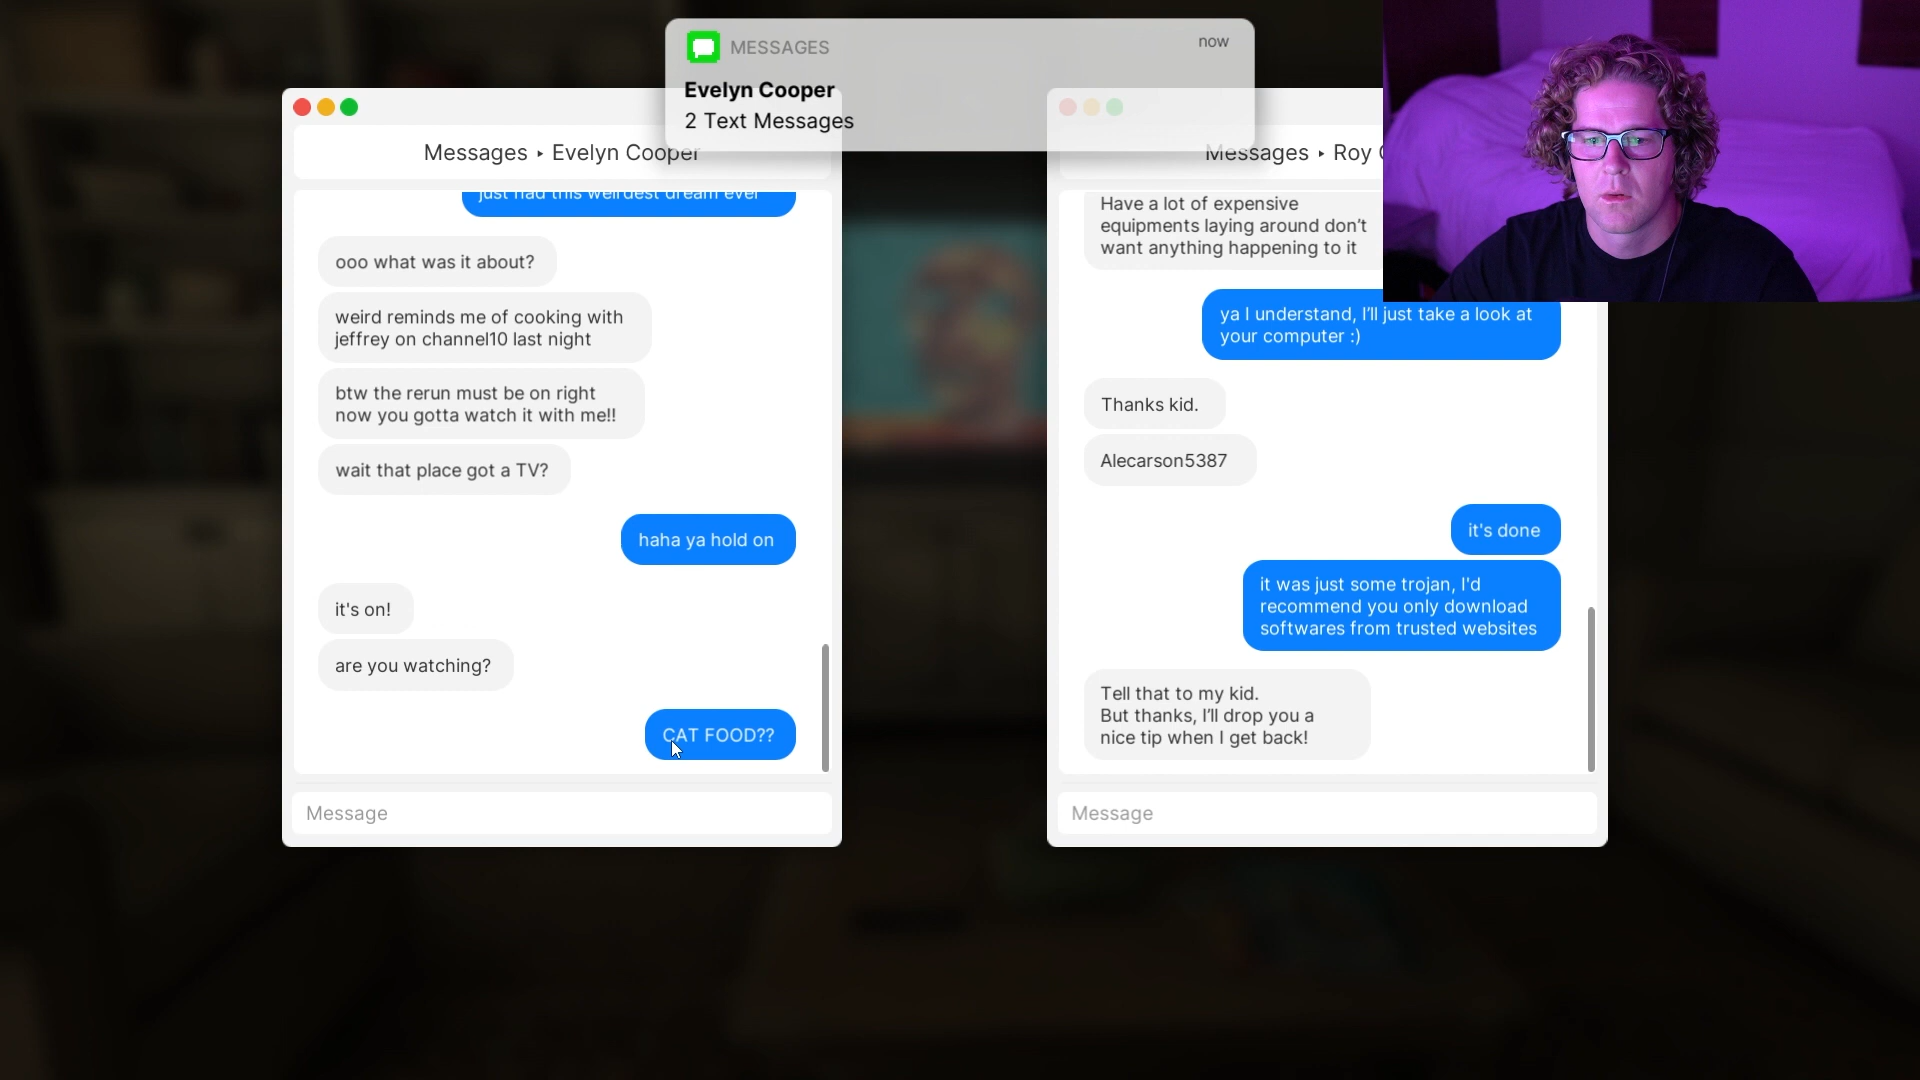 MESSAGES
now
Evelyn Cooper
2 Text Messages
Messages ▸ Evelyn Cooper
just had this weirdest dream ever
ooo what was it about?
weird reminds me of cooking with
jeffrey on channel10 last night
btw the rerun must be on right
now you gotta watch it with me!!
wait that place got a TV?
haha ya hold on
it's on!
are you watching?
CAT FOOD??
Message
Messages ▸ Roy
Have a lot of expensive
equipments laying around don't
want anything happening to it
ya I understand, I'll just take a look at
your computer :)
Thanks kid.
Alecarson5387
it's done
it was just some trojan, I'd
recommend you only download
softwares from trusted websites
Tell that to my kid.
But thanks, I'll drop you a
nice tip when I get back!
Message